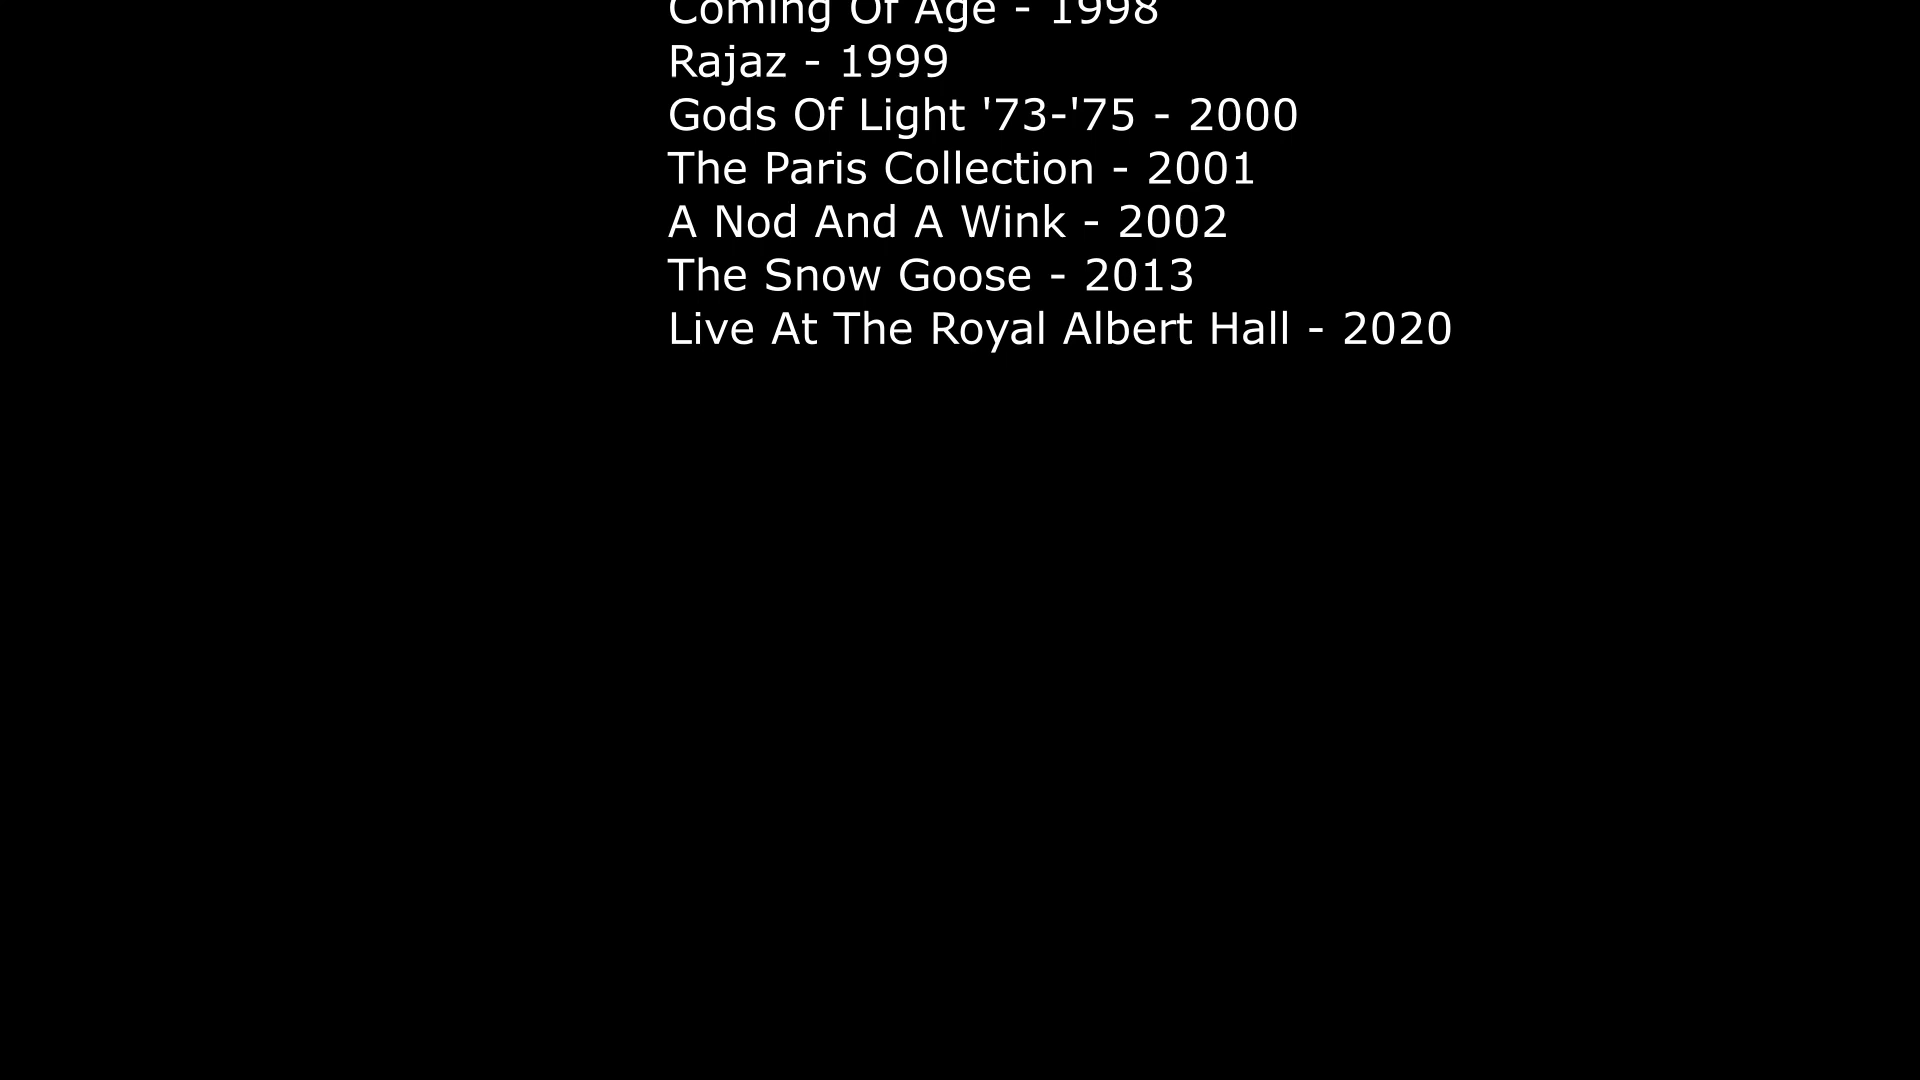 Coming Of Age - 1998
Rajaz - 1999
Gods Of Light '73-'75 - 2000
The Paris Collection - 2001
A Nod And A Wink - 2002
The Snow Goose - 2013
Live At The Royal Albert Hall - 2020